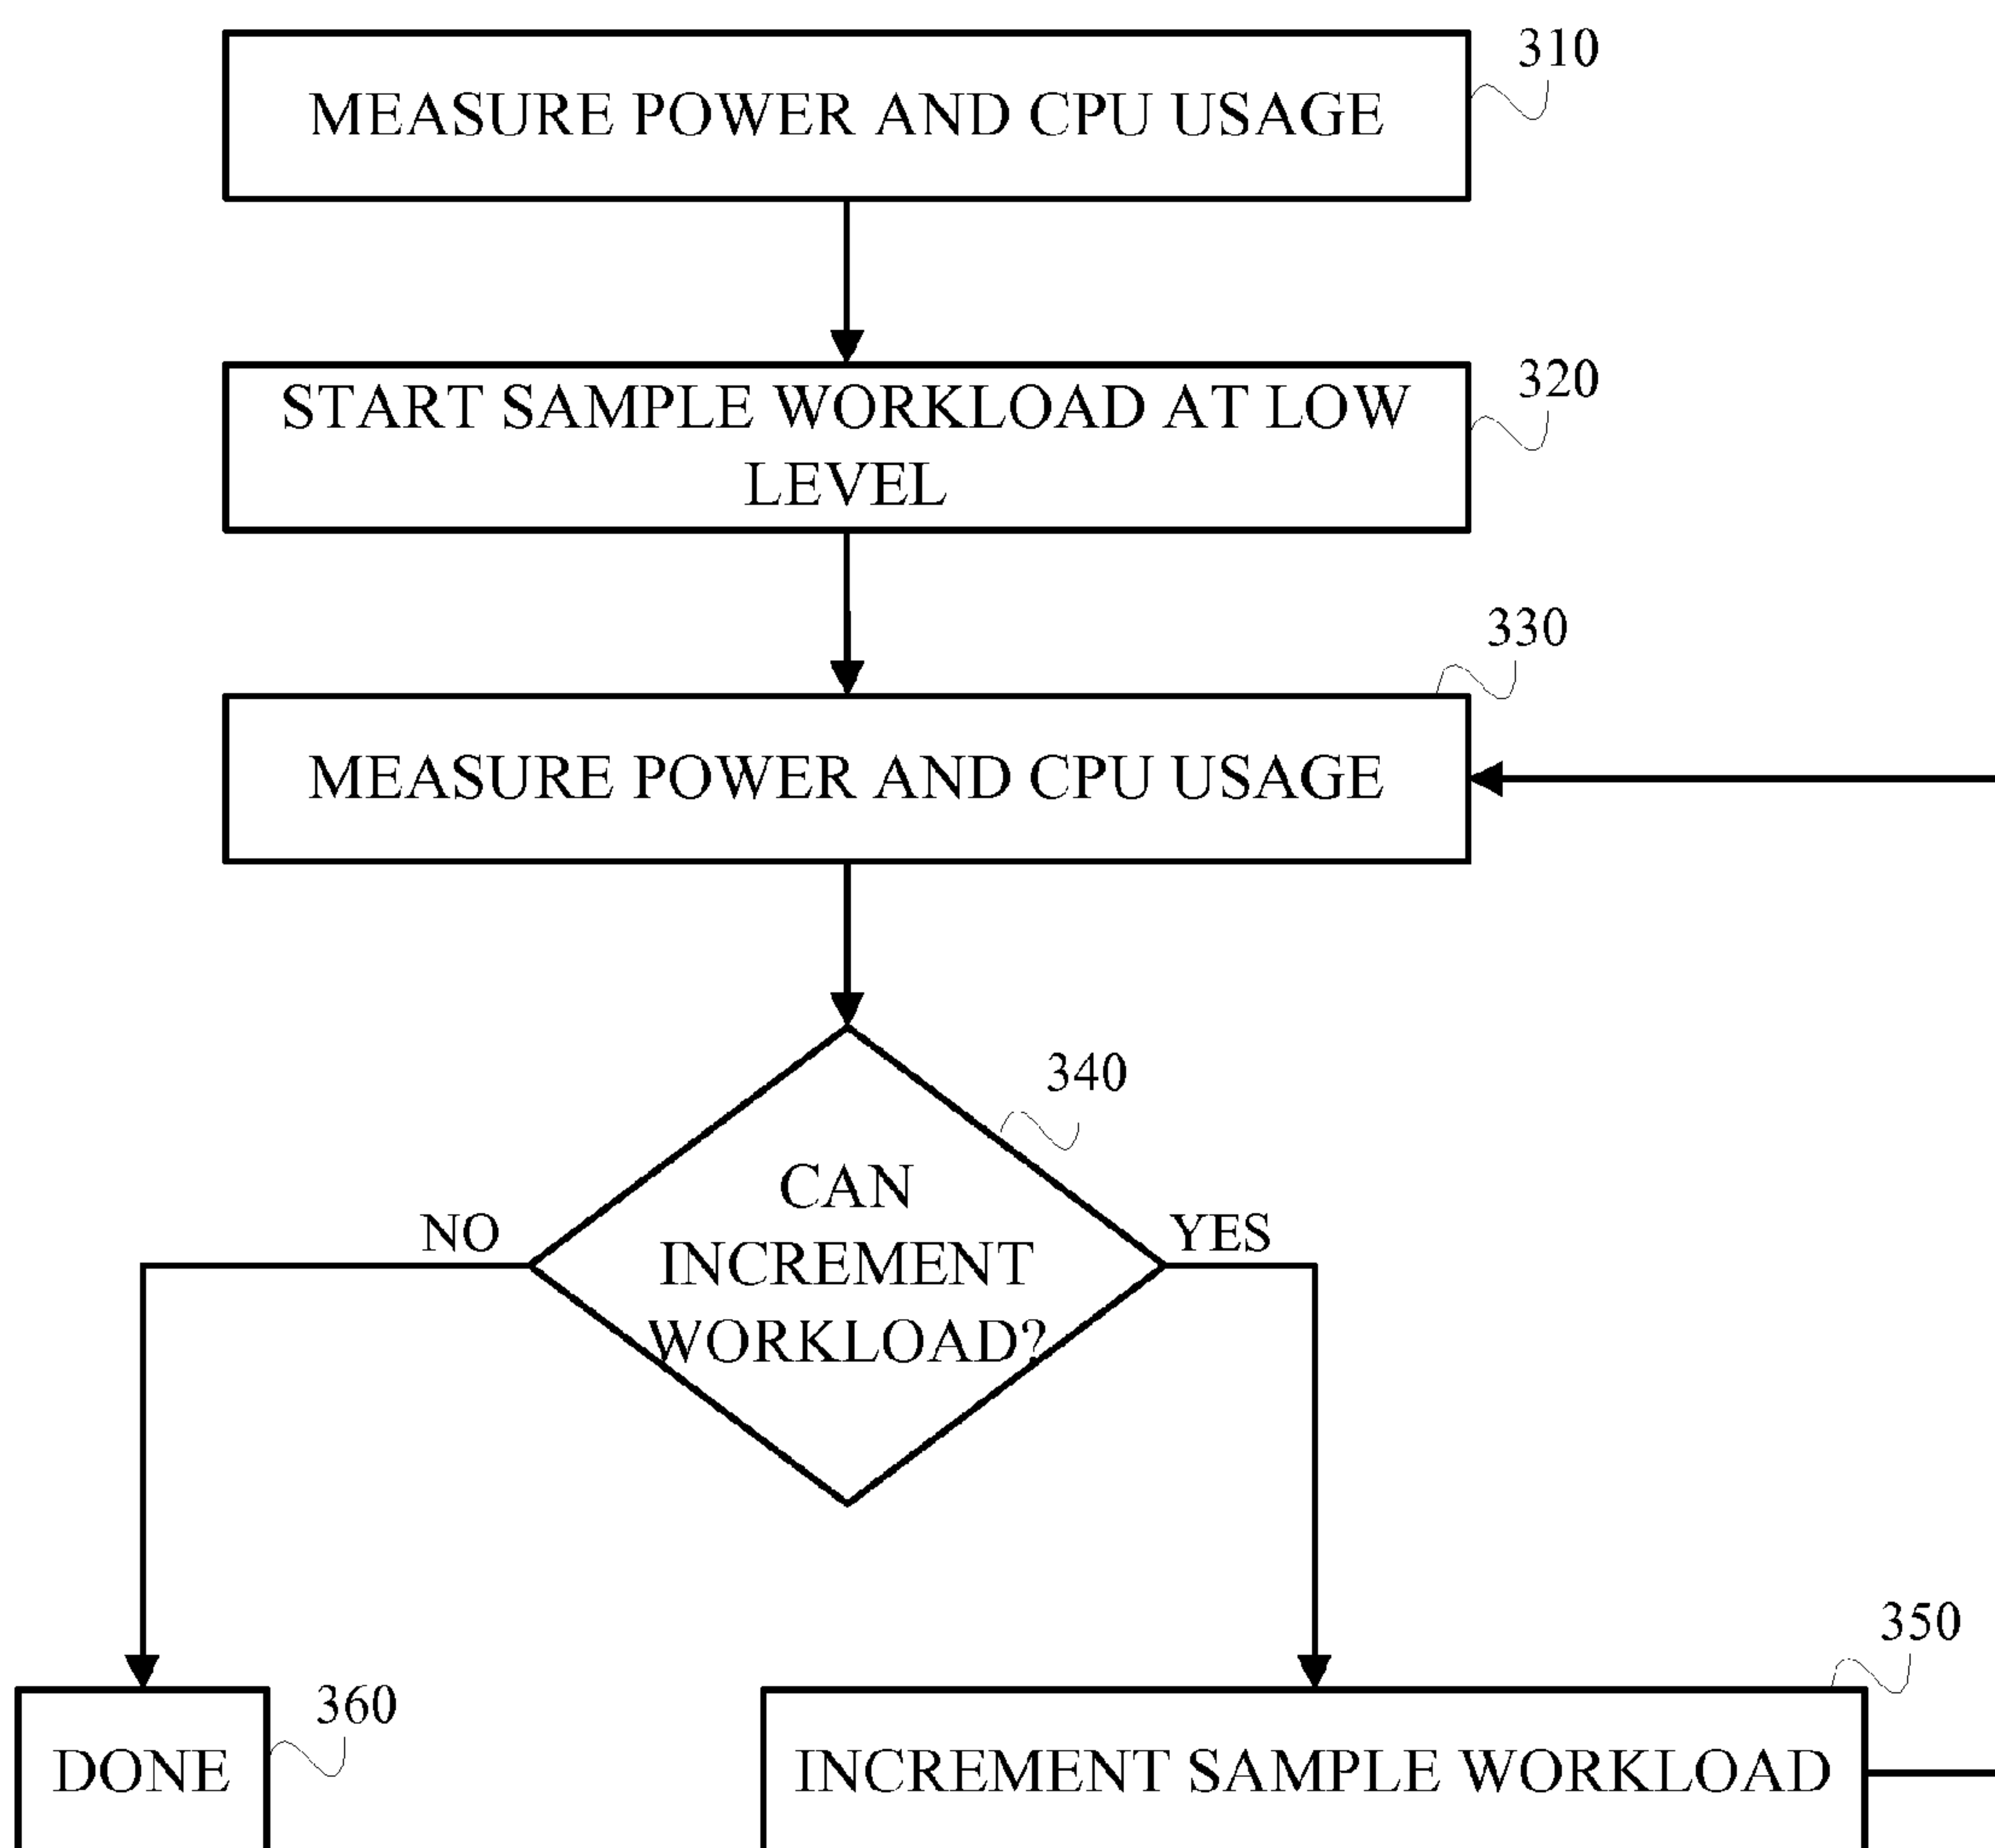 310
MEASURE POWER AND CPU USAGE
320
START SAMPLE WORKLOAD AT LOW
LEVEL
330
MEASURE POWER AND CPU USAGE
340
CAN
INCREMENT
WORKLOAD?
NO
YES
350
360
DONE
INCREMENT SAMPLE WORKLOAD